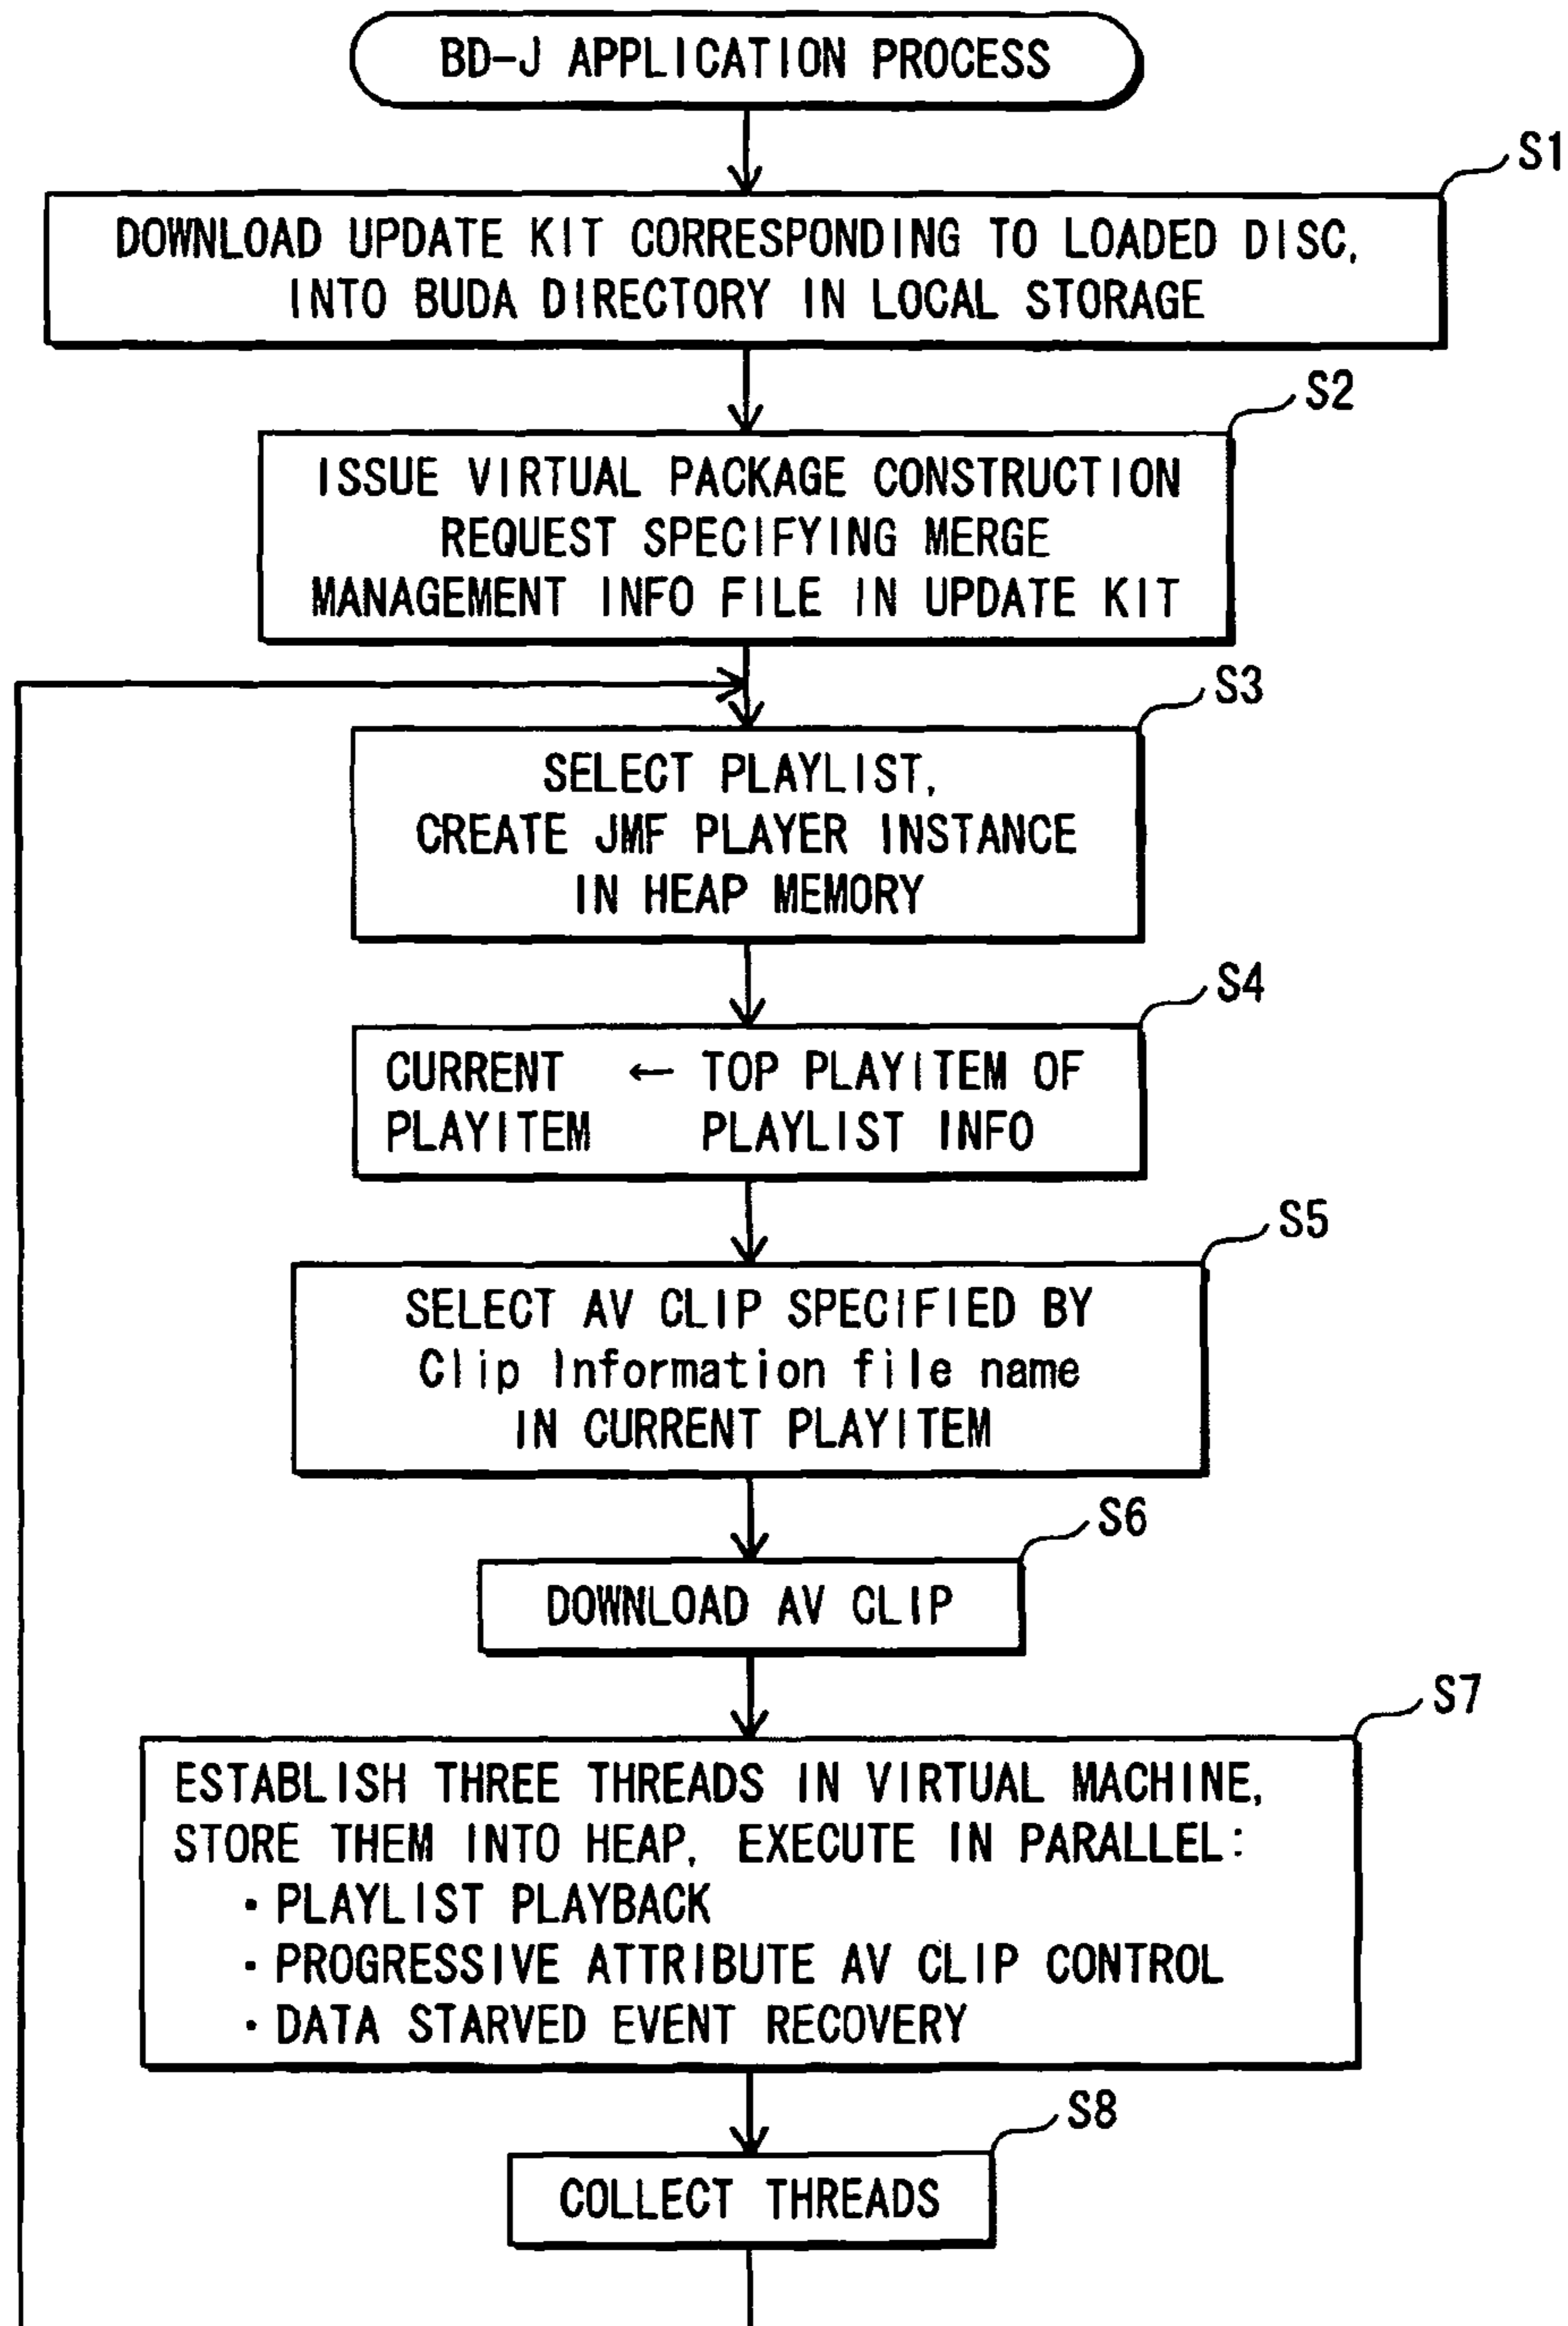 BD-J APPLICATION PROCESS
S1
DOWNLOAD UPDATE KIT CORRESPONDING TO LOADED DISC,
INTO BUDA DIRECTORY IN LOCAL STORAGE
S2
ISSUE VIRTUAL PACKAGE CONSTRUCTION
REQUEST SPECIFYING MERGE
MANAGEMENT INFO FILE IN UPDATE KIT
S3
SELECT PLAYLIST,
CREATE JMF PLAYER INSTANCE
IN HEAP MEMORY
S4
CURRENT ← TOP PLAYITEM OF
PLAYITEM PLAYLIST INFO
S5
SELECT AV CLIP SPECIFIED BY
Clip Information file name
IN CURRENT PLAYITEM
S6
DOWNLOAD AV CLIP
S7
ESTABLISH THREE THREADS IN VIRTUAL MACHINE,
STORE THEM INTO HEAP, EXECUTE IN PARALLEL:
・PLAYLIST PLAYBACK
・PROGRESSIVE ATTRIBUTE AV CLIP CONTROL
・DATA STARVED EVENT RECOVERY
S8
COLLECT THREADS